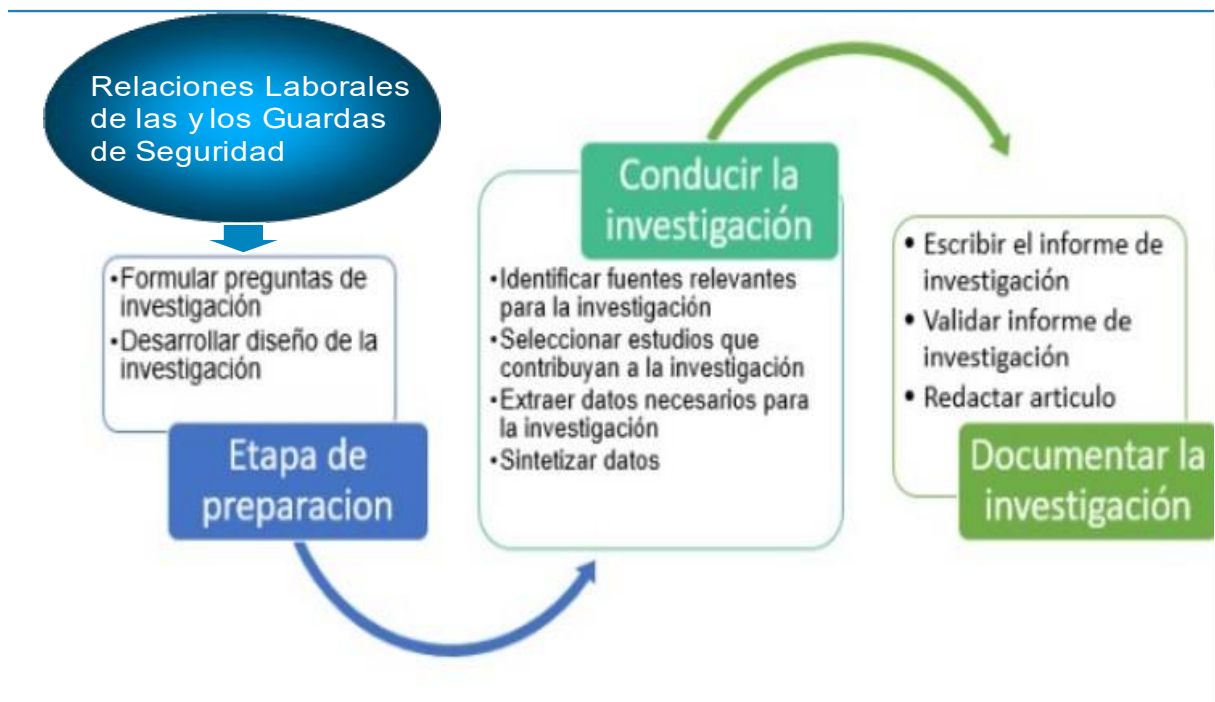 Relaciones Laborales
de las y los Guardas
de Seguridad
•Formular preguntas de
investigación
•Desarrollar diseño de la
investigación
Etapa de
preparacion
Conducir la
investigación
•Identificar fuentes relevantes
para la investigación
•Seleccionar estudios que
contribuyan a la investigación
•Extraer datos necesarios para
la investigación
•Sintetizar datos
• Escribir el informe de
investigación
• Validar informe de
investigación
• Redactar articulo
Documentar la
investigación